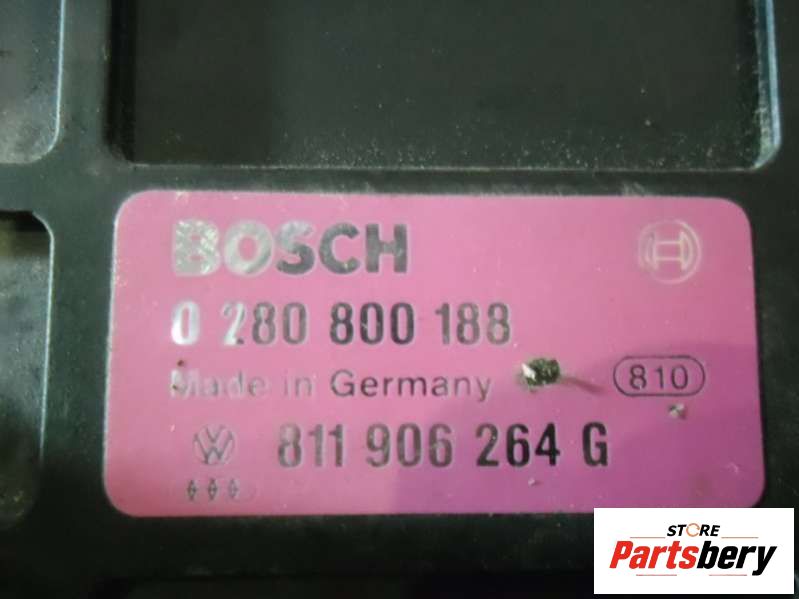 BOSCH
0 280 800 188
Made in Germany
810
811 906 264 G
STORE
Partsbery